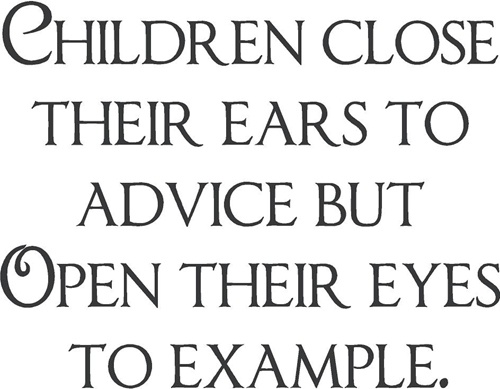 CHILDREN CLOSE
THEIR EARS TO
ADVICE BUT
OPEN THEIR EYES
TO EXAMPLE.